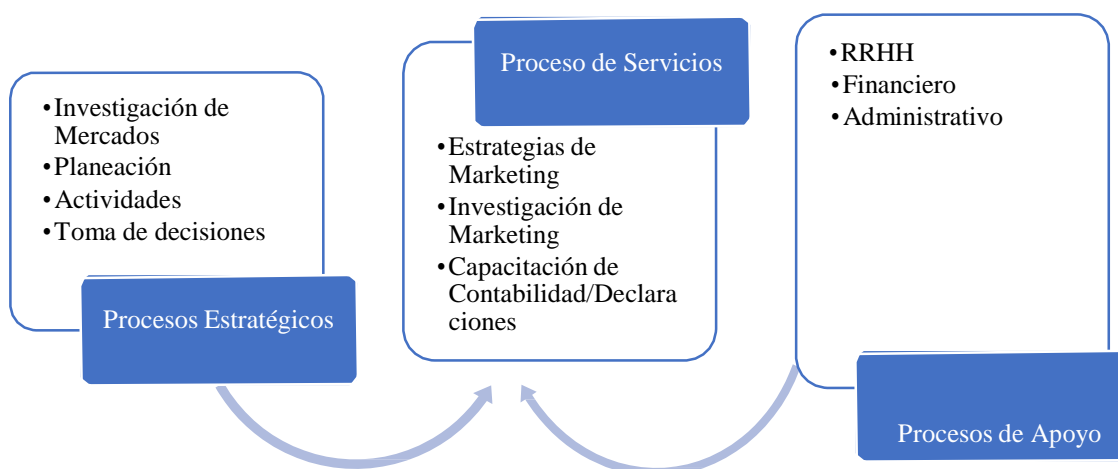 •Investigación de
Mercados
•Planeación
•Actividades
•Toma de decisiones
Procesos Estratégicos
Proceso de Servicios
•Estrategias de
Marketing
•Investigación de
Marketing
•Capacitación de
Contabilidad/Declara
ciones
•RRHH
•Financiero
•Administrativo
Procesos de Apoyo